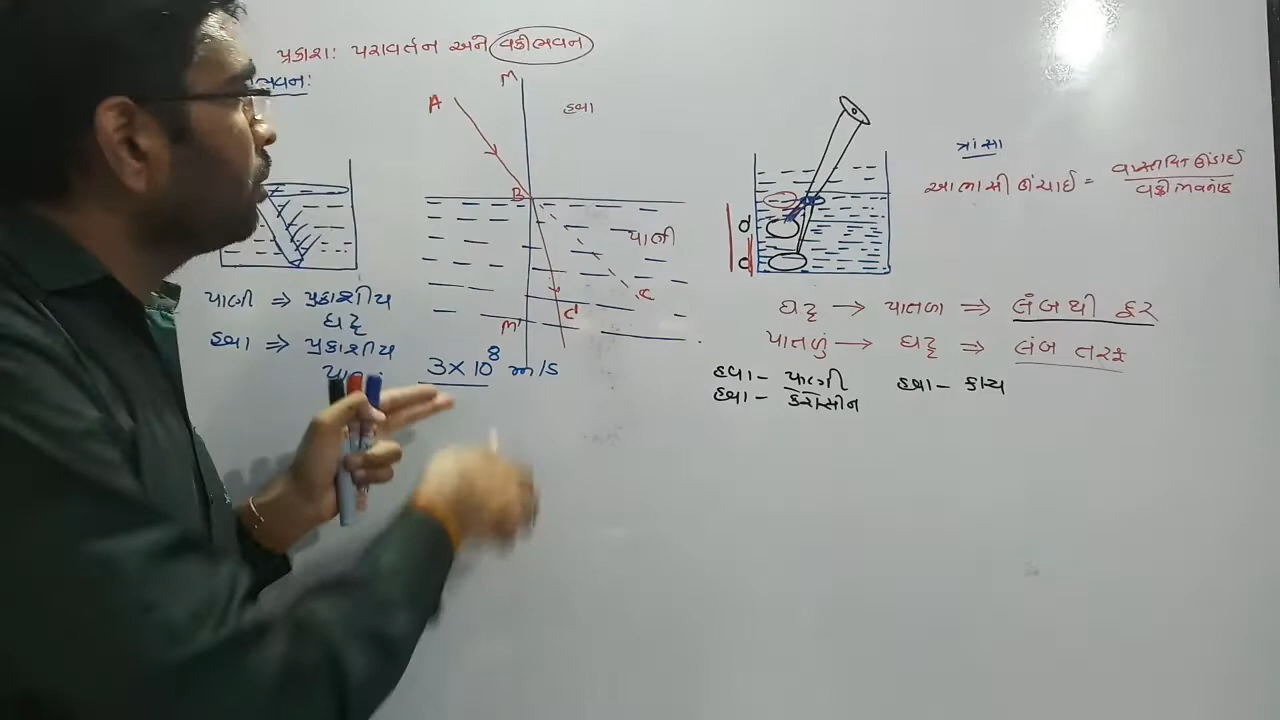 પ્રકાશ: પરાવર્તન અને વક્રીભવન
ભવન:
A
M
હવા
B
પાણી
C
C'
M'
પાણી ⇒ પ્રકાશીય
ઘટ્ટ
હવા ⇒ પ્રકાશીય
3 × 10⁸ m/s
d
d
ત્રાંસા
આભાસી ઊંચાઈ = વાસ્તવિક ઊંડાઈ / વક્રીભવનાંક
ઘટ્ટ → પાતળા ⇒ લંબથી દૂર
પાતળું → ઘટ્ટ ⇒ લંબ તરફ
હવા - પાણી હવા - કાચ
હવા - કેરોસીન